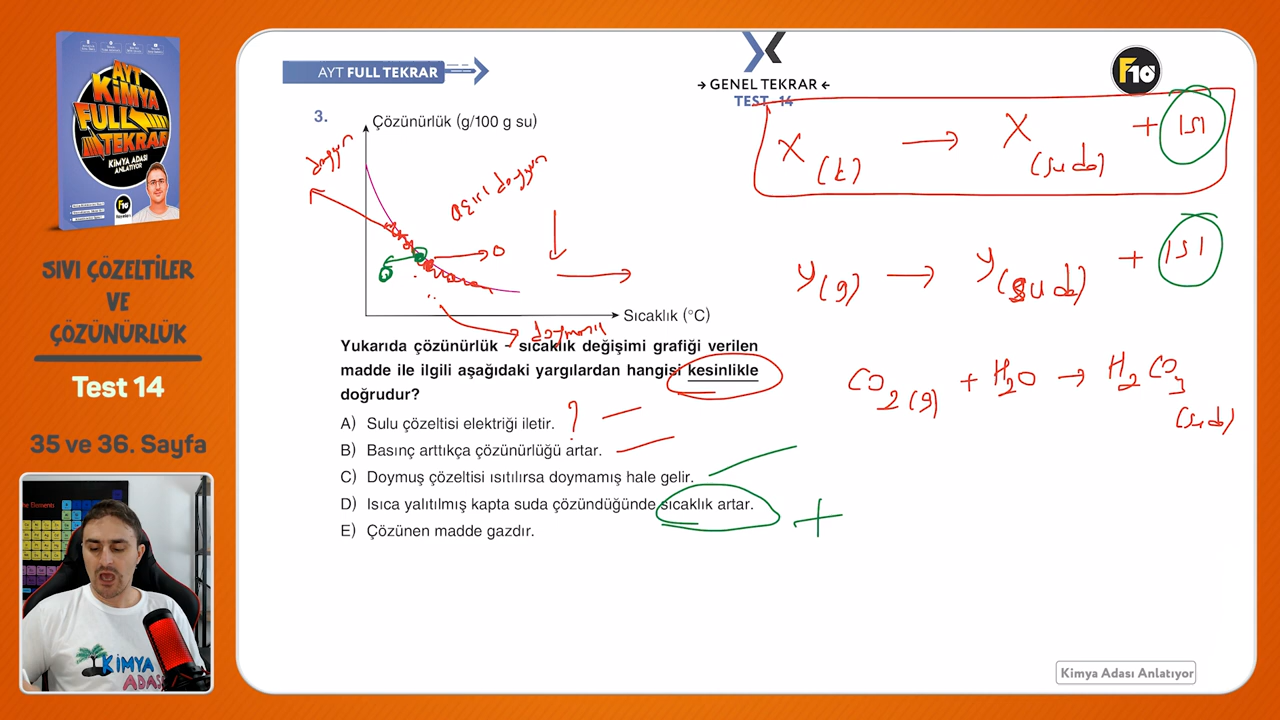 AYT
KİMYA
FULL
TEKRAR
KİMYA ADASI
ANLATIYOR
F10
SIVI ÇÖZELTİLER
VE
ÇÖZÜNÜRLÜK
Test 14
35 ve 36. Sayfa
KİMYA
ADASI
AYT FULL TEKRAR
GENEL TEKRAR
TEST - 14
F10
3.
Çözünürlük (g/100 g su)
doygun
aşırı doygun
doymamış
Sıcaklık (°C)
Yukarıda çözünürlük - sıcaklık değişimi grafiği verilen
madde ile ilgili aşağıdaki yargılardan hangisi kesinlikle
doğrudur?
A) Sulu çözeltisi elektriği iletir. ?
B) Basınç arttıkça çözünürlüğü artar.
C) Doymuş çözeltisi ısıtılırsa doymamış hale gelir.
D) Isıca yalıtılmış kapta suda çözündüğünde sıcaklık artar. +
E) Çözünen madde gazdır.
X(k) → X(suda) + ısı
Y(g) → Y(suda) + ısı
CO2(g) + H2O → H2CO3(suda)
Kimya Adası Anlatıyor